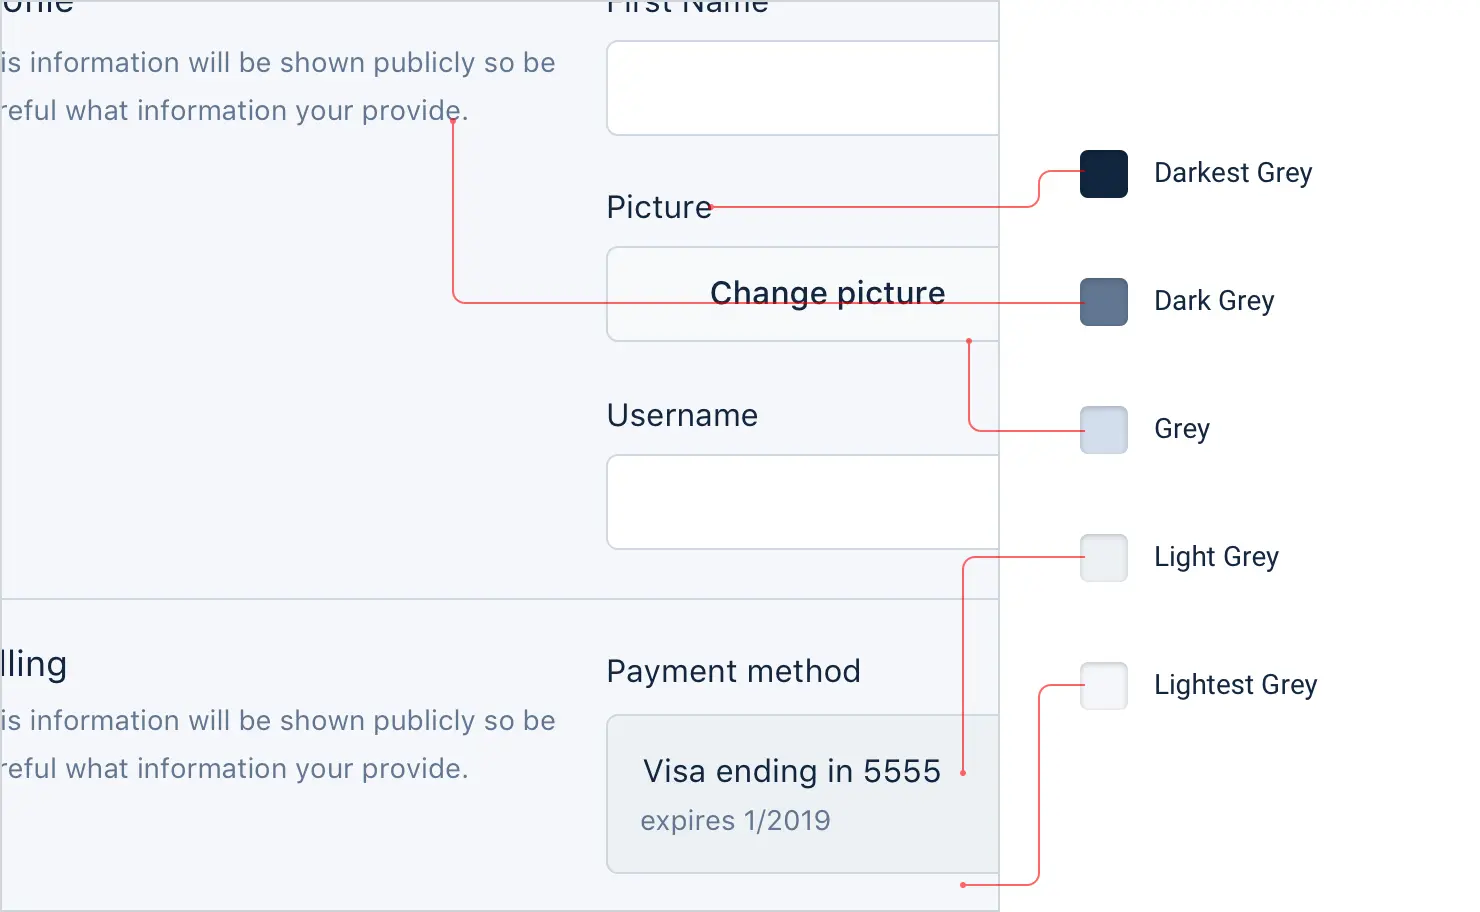 First Name
is information will be shown publicly so be
reful what information your provide.
Picture
Change picture
Username
lling
is information will be shown publicly so be
reful what information your provide.
Payment method
Visa ending in 5555
expires 1/2019
Darkest Grey
Dark Grey
Grey
Light Grey
Lightest Grey